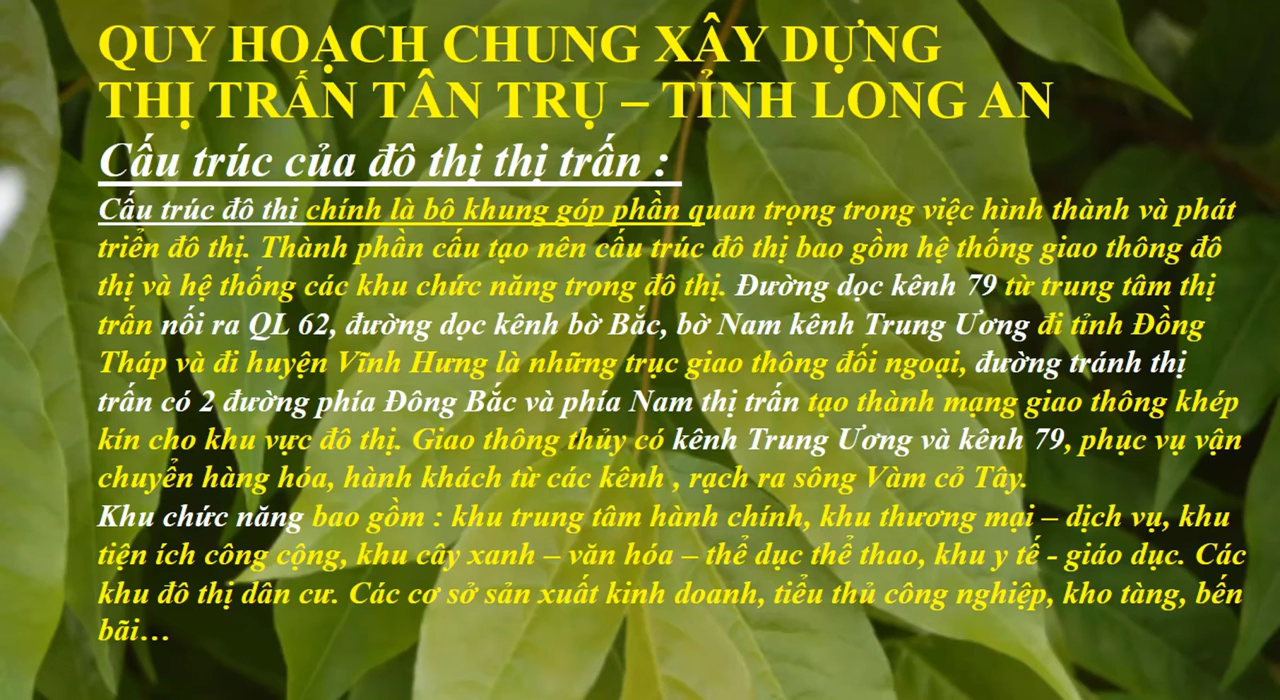 QUY HOẠCH CHUNG XÂY DỰNG
THỊ TRẤN TÂN TRỤ – TỈNH LONG AN
Cấu trúc của đô thị thị trấn :
Cấu trúc đô thị chính là bộ khung góp phần quan trọng trong việc hình thành và phát
triển đô thị. Thành phần cấu tạo nên cấu trúc đô thị bao gồm hệ thống giao thông đô
thị và hệ thống các khu chức năng trong đô thị. Đường dọc kênh 79 từ trung tâm thị
trấn nối ra QL 62, đường dọc kênh bờ Bắc, bờ Nam kênh Trung Ương đi tỉnh Đồng
Tháp và đi huyện Vĩnh Hưng là những trục giao thông đối ngoại, đường tránh thị
trấn có 2 đường phía Đông Bắc và phía Nam thị trấn tạo thành mạng giao thông khép
kín cho khu vực đô thị. Giao thông thủy có kênh Trung Ương và kênh 79, phục vụ vận
chuyển hàng hóa, hành khách từ các kênh , rạch ra sông Vàm cỏ Tây.
Khu chức năng bao gồm : khu trung tâm hành chính, khu thương mại – dịch vụ, khu
tiện ích công cộng, khu cây xanh – văn hóa – thể dục thể thao, khu y tế - giáo dục. Các
khu đô thị dân cư. Các cơ sở sản xuất kinh doanh, tiểu thủ công nghiệp, kho tàng, bến
bãi…